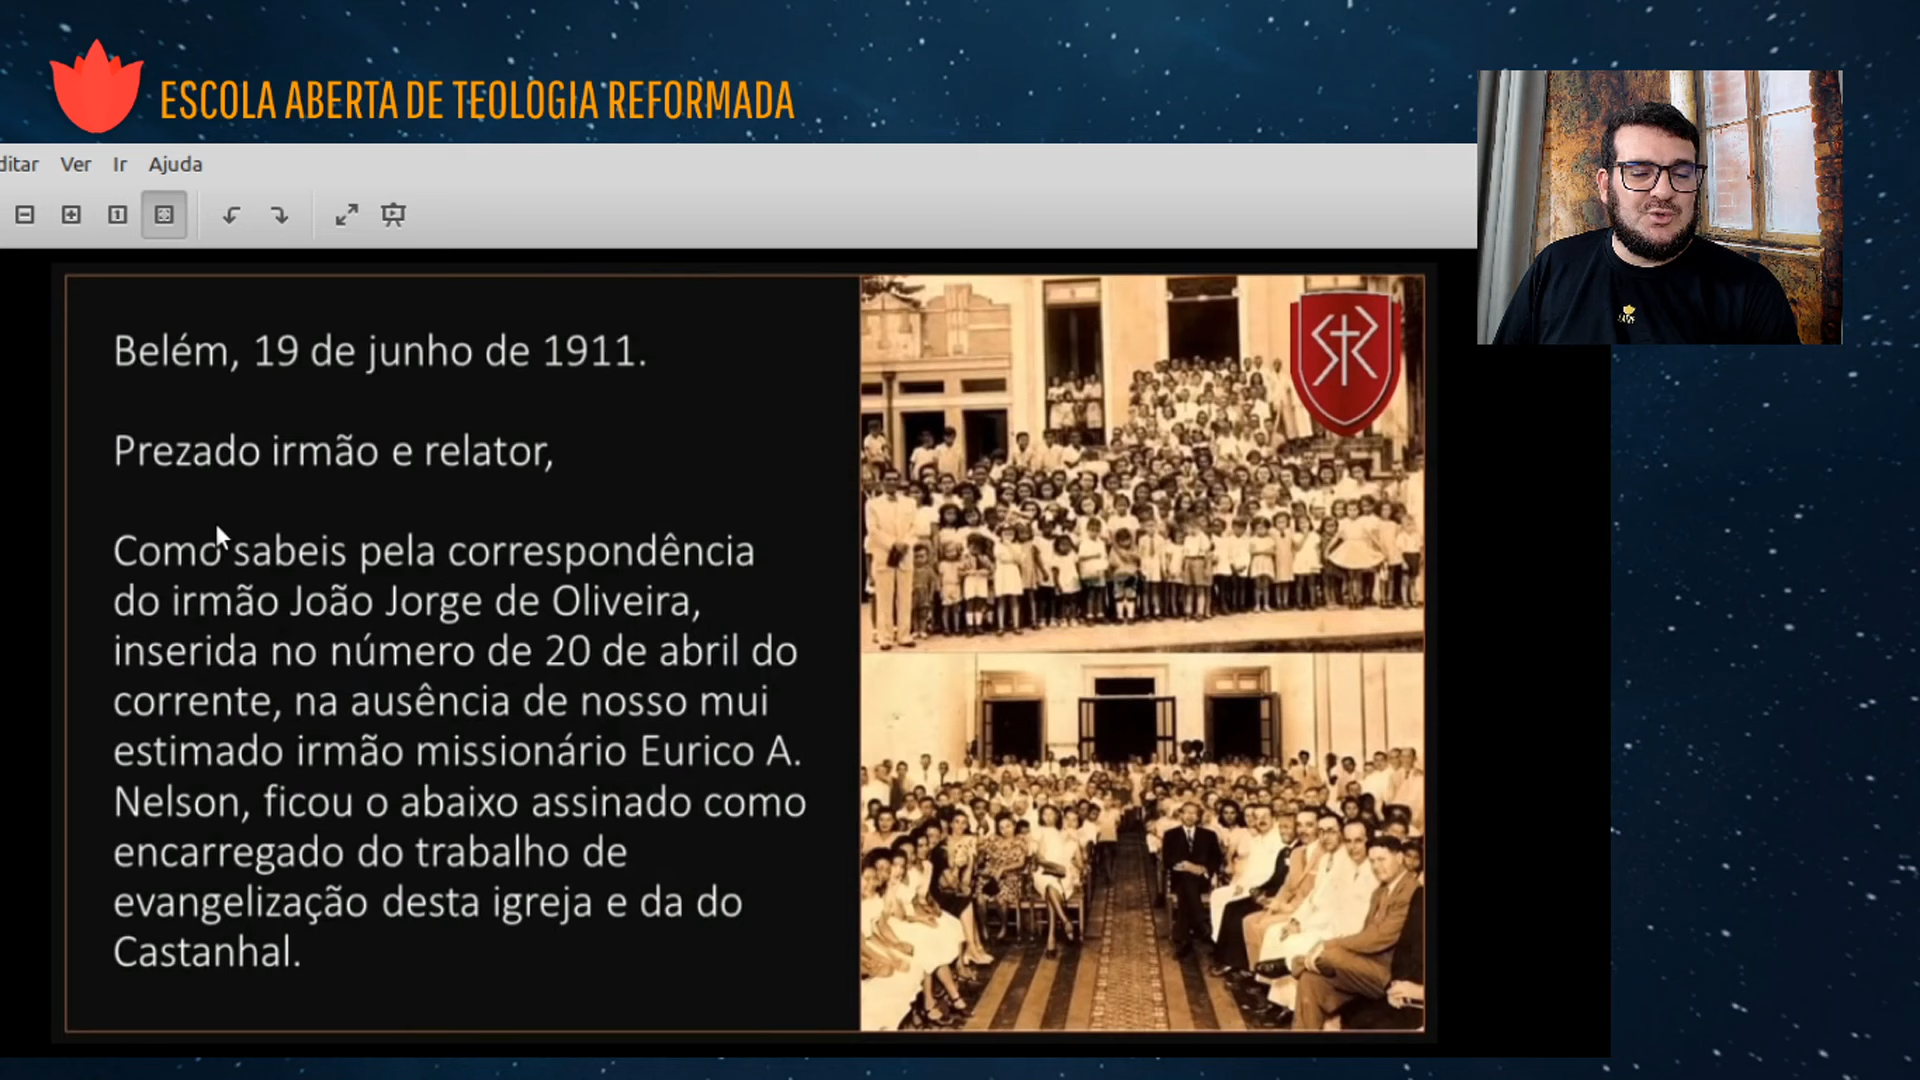 ESCOLA ABERTA DE TEOLOGIA REFORMADA
ditar Ver Ir Ajuda
Belém, 19 de junho de 1911.
Prezado irmão e relator,
Como sabeis pela correspondência
do irmão João Jorge de Oliveira,
inserida no número de 20 de abril do
corrente, na ausência de nosso mui
estimado irmão missionário Eurico A.
Nelson, ficou o abaixo assinado como
encarregado do trabalho de
evangelização desta igreja e da do
Castanhal.